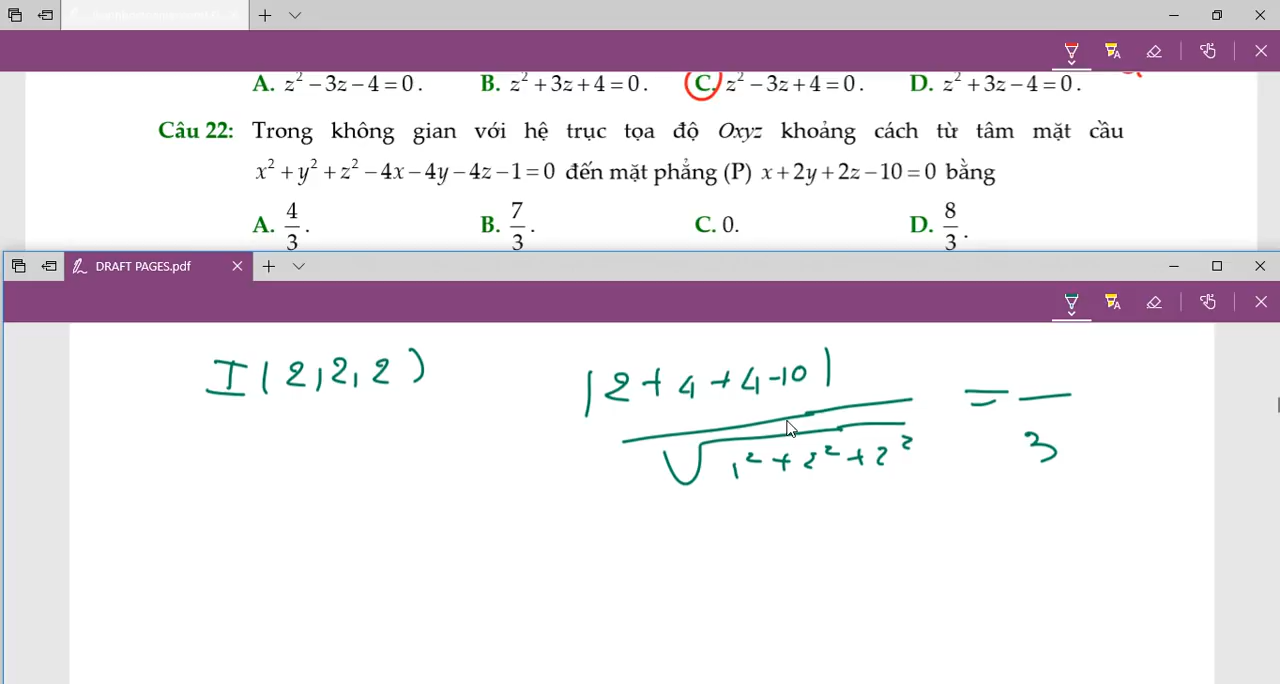 A. z² − 3z − 4 = 0. B. z² + 3z + 4 = 0. C. z² − 3z + 4 = 0. D. z² + 3z − 4 = 0.
Câu 22: Trong không gian với hệ trục tọa độ Oxyz khoảng cách từ tâm mặt cầu
x² + y² + z² − 4x − 4y − 4z − 1 = 0 đến mặt phẳng (P) x + 2y + 2z − 10 = 0 bằng
A. 4/3. B. 7/3. C. 0. D. 8/3.
DRAFT PAGES.pdf
I(2,2,2) |2+4+4-10| / √(1²+2²+2²) = /3